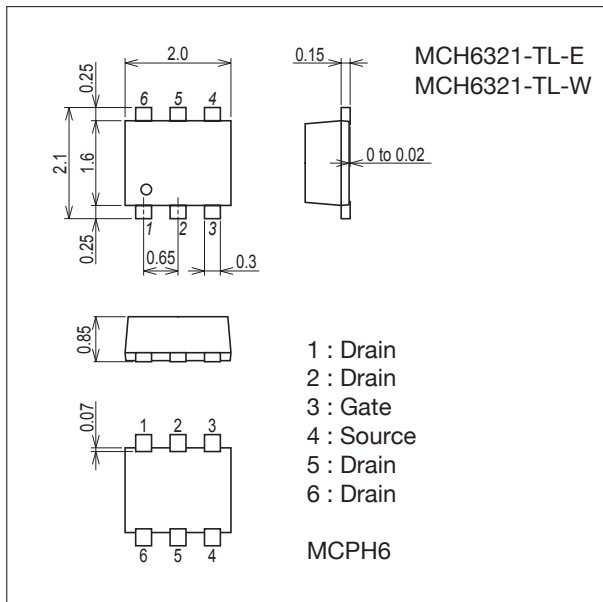 MCH6321-TL-E
MCH6321-TL-W
2.0
0.15
0.25
6 5 4
2.1
1.6
0 to 0.02
0.25
1 2 3
0.65
0.3
0.85
1 : Drain
2 : Drain
3 : Gate
4 : Source
5 : Drain
6 : Drain
0.07
1 2 3
6 5 4
MCPH6